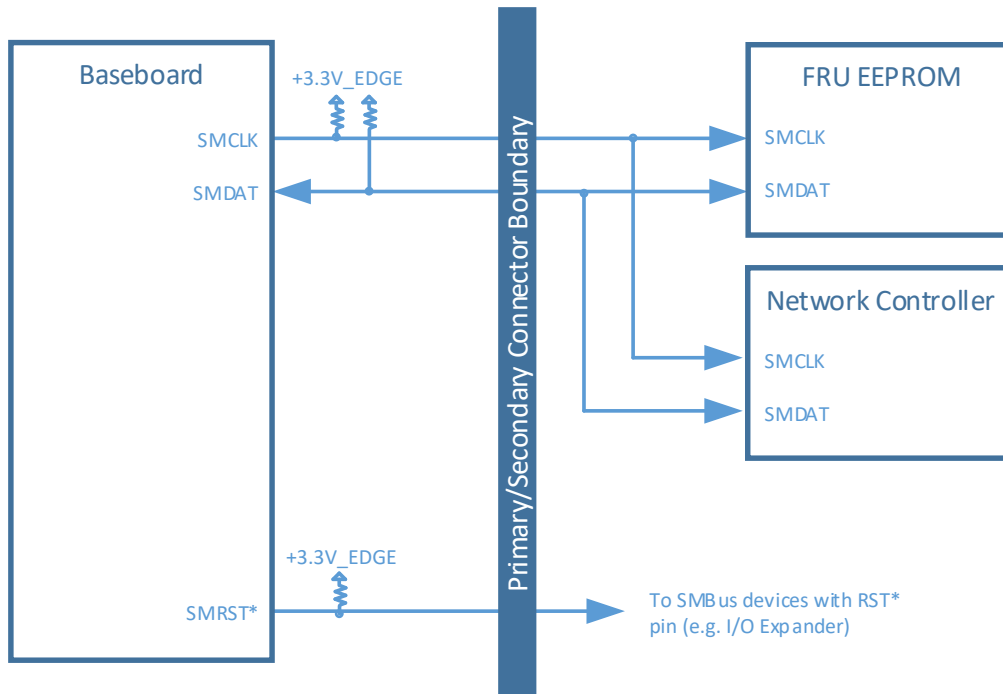 Baseboard
+3.3V_EDGE
SMCLK
SMDAT
+3.3V_EDGE
SMRST*
Primary/Secondary Connector Boundary
FRU EEPROM
SMCLK
SMDAT
Network Controller
SMCLK
SMDAT
To SMBus devices with RST*
pin (e.g. I/O Expander)